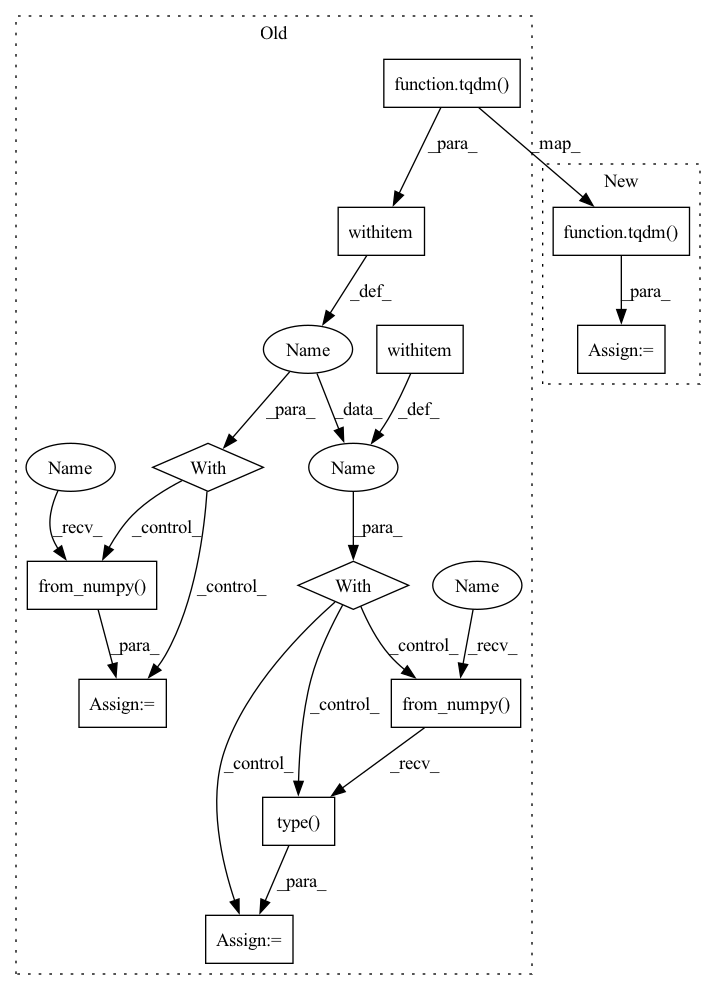 Old
function.tqdm()
_para_
_map_
New
withitem
function.tqdm()
_def_
_para_
Name
withitem
Assign:=
_para_
_data_
_def_
Name
With
Name
_recv_
_control_
_para_
from_numpy()
_control_
With
Name
_para_
_control_
_recv_
Assign:=
_control_
from_numpy()
_control_
_recv_
type()
_para_
Assign:=